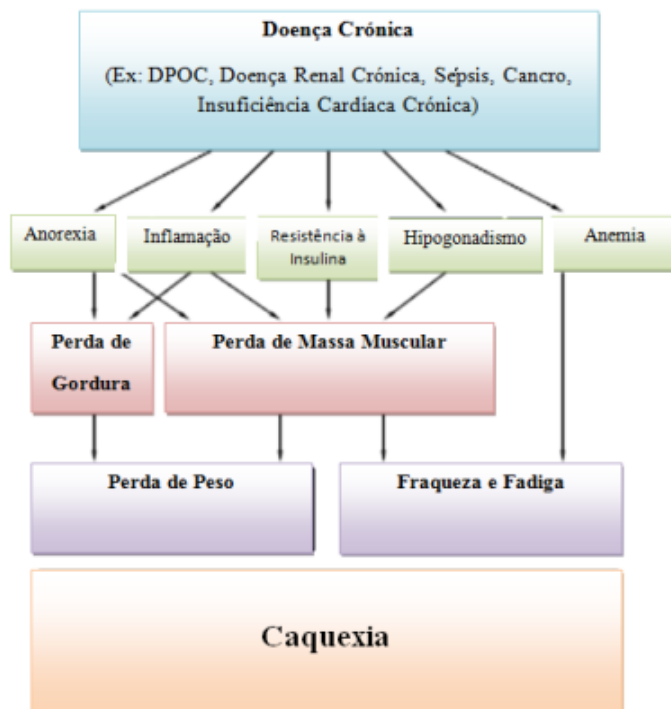 Doença Crónica
(Ex: DPOC, Doença Renal Crónica, Sépsis, Cancro,
Insuficiência Cardíaca Crónica)
Anorexia
Inflamação
Resistência à
Insulina
Hipogonadismo
Anemia
Perda de
Gordura
Perda de Massa Muscular
Perda de Peso
Fraqueza e Fadiga
Caquexia